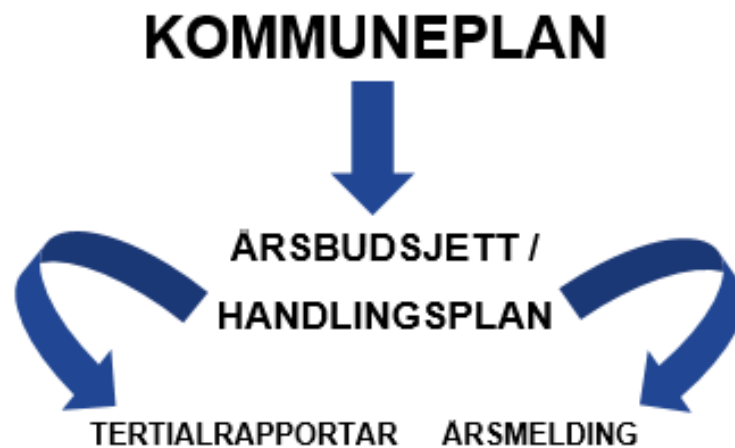 KOMMUNEPLAN
ÅRSBUDSJETT /
HANDLINGSPLAN
TERTIALRAPPORTAR ÅRSMELDING